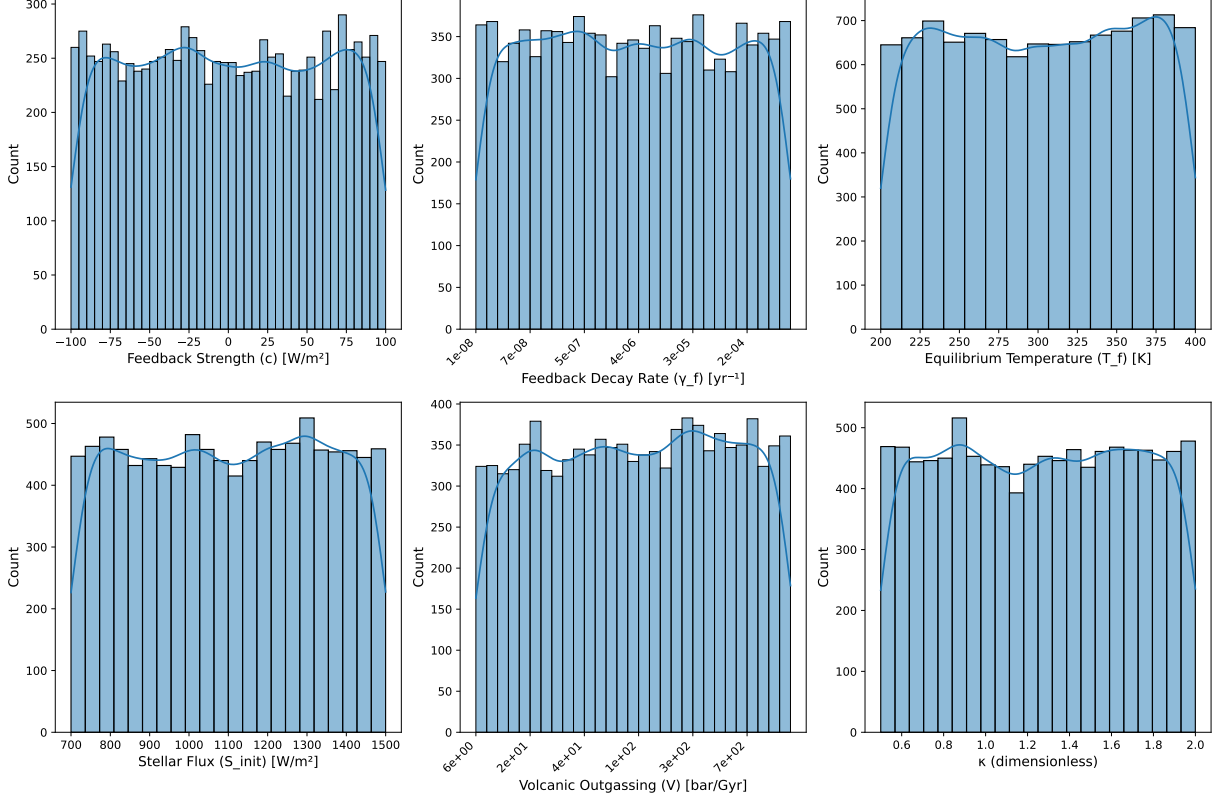 300
250
200
150
100
50
0
Count
−100 −75 −50 −25 0 25 50 75 100
Feedback Strength (c) [W/m²]
350
300
250
200
150
100
50
0
Count
1e-08 7e-08 5e-07 4e-06 3e-05 2e-04
Feedback Decay Rate (γ_f) [yr⁻¹]
700
600
500
400
300
200
100
0
Count
200 225 250 275 300 325 350 375 400
Equilibrium Temperature (T_f) [K]
500
400
300
200
100
0
Count
700 800 900 1000 1100 1200 1300 1400 1500
Stellar Flux (S_init) [W/m²]
400
350
300
250
200
150
100
50
0
Count
6e+00 2e+01 4e+01 1e+02 3e+02 7e+02
Volcanic Outgassing (V) [bar/Gyr]
500
400
300
200
100
0
Count
0.6 0.8 1.0 1.2 1.4 1.6 1.8 2.0
κ (dimensionless)